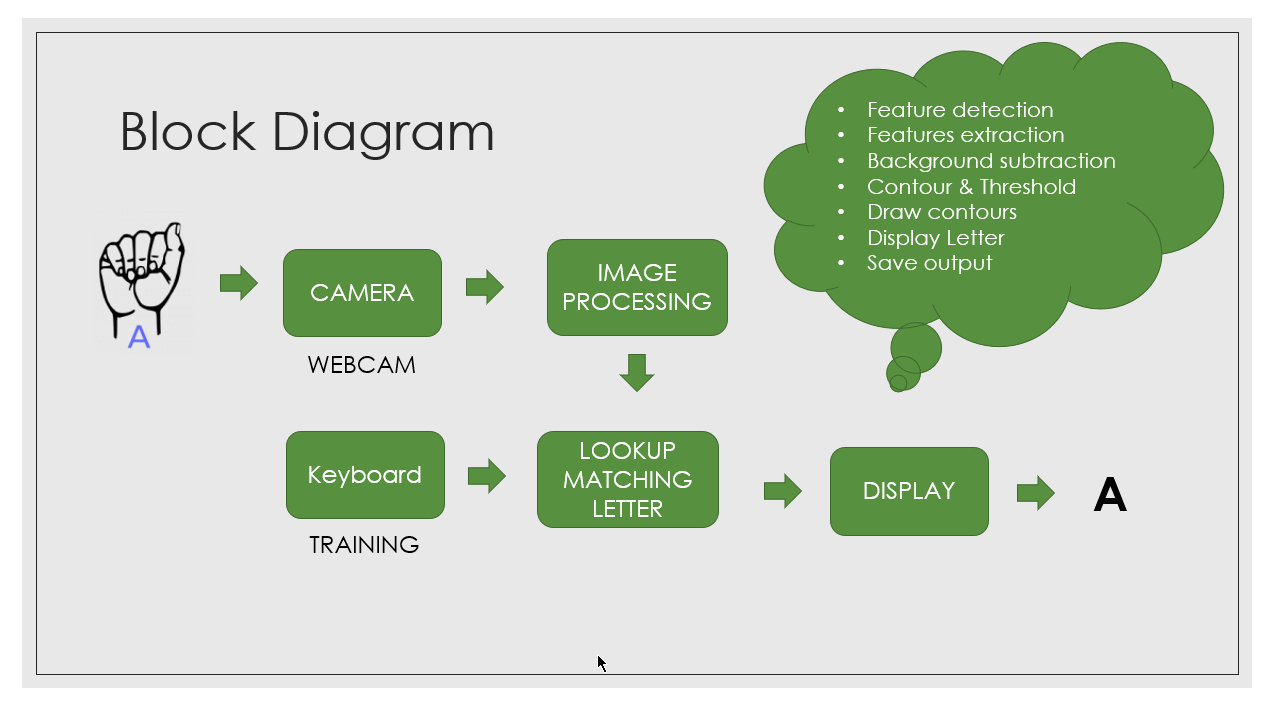 Block Diagram
• Feature detection
• Features extraction
• Background subtraction
• Contour & Threshold
• Draw contours
• Display Letter
• Save output
A
CAMERA
WEBCAM
IMAGE
PROCESSING
Keyboard
TRAINING
LOOKUP
MATCHING
LETTER
DISPLAY
A